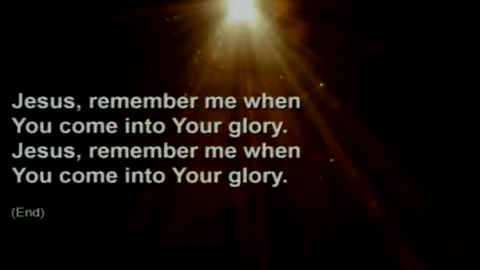 Jesus, remember me when
You come into Your glory.
Jesus, remember me when
You come into Your glory.
(End)